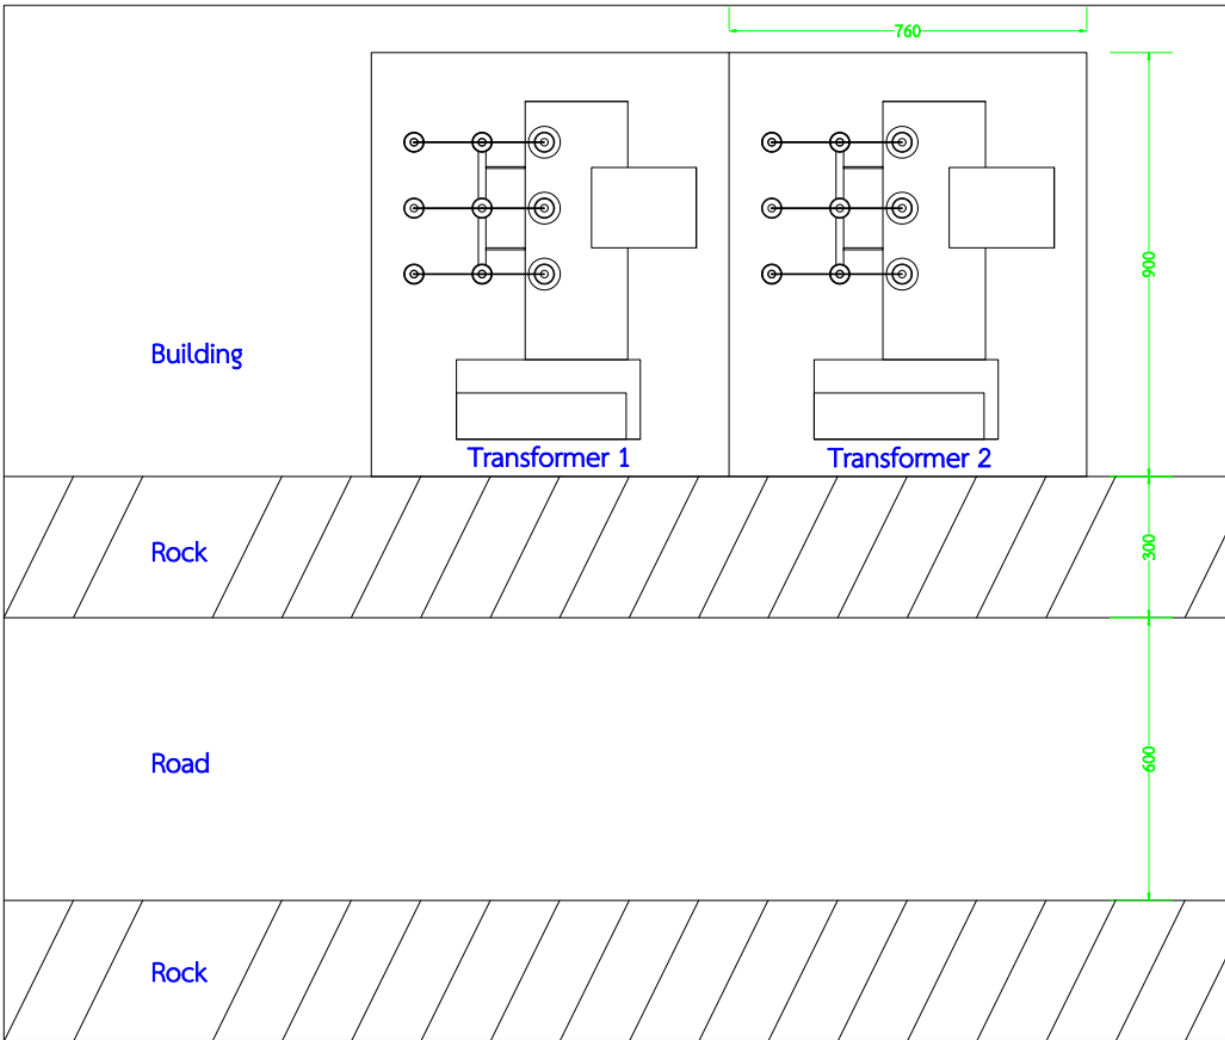 760
900
Building
Transformer 1
Transformer 2
Rock
300
Road
600
Rock